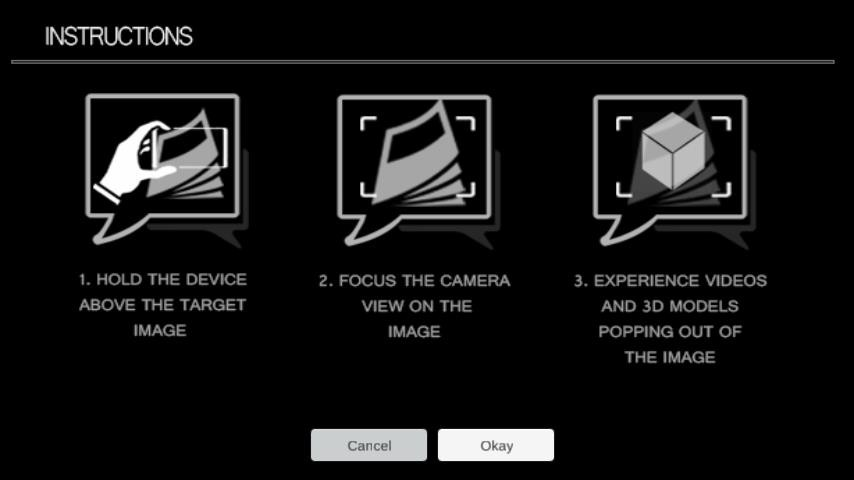 INSTRUCTIONS
1. HOLD THE DEVICE
ABOVE THE TARGET
IMAGE
2. FOCUS THE CAMERA
VIEW ON THE
IMAGE
3. EXPERIENCE VIDEOS
AND 3D MODELS
POPPING OUT OF
THE IMAGE
Cancel
Okay